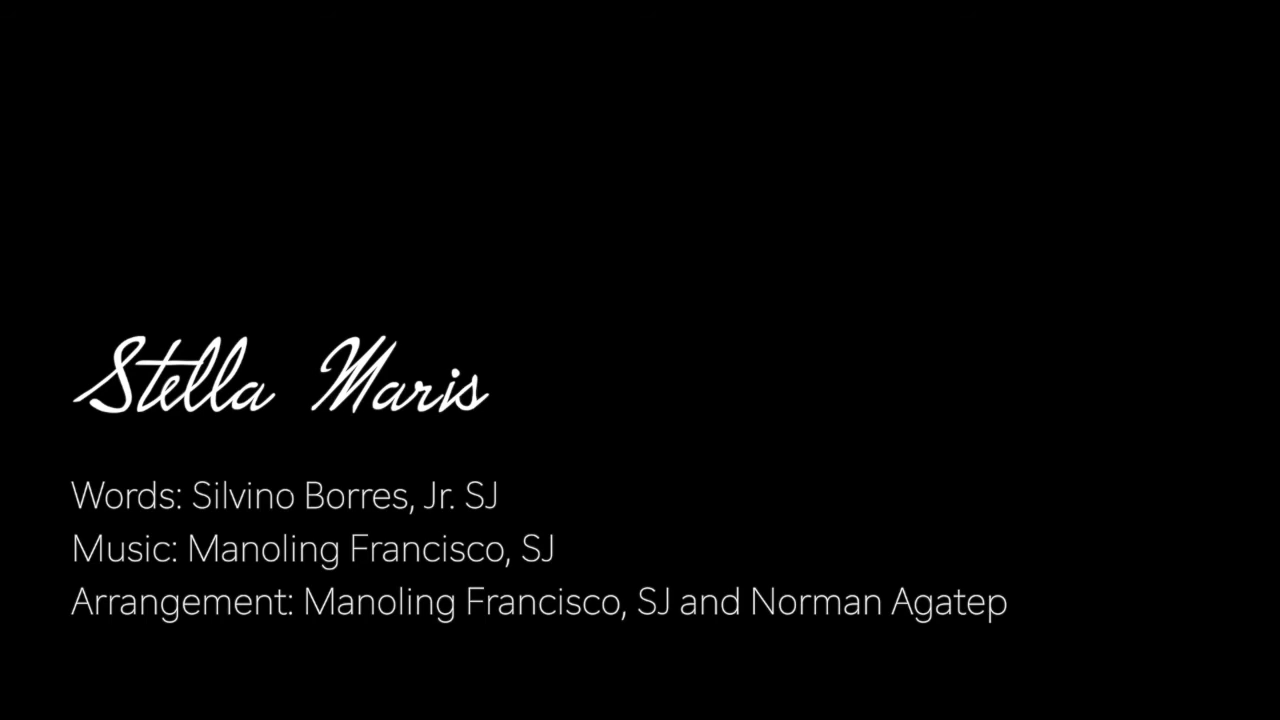 Stella Maris
Words: Silvino Borres, Jr. SJ
Music: Manoling Francisco, SJ
Arrangement: Manoling Francisco, SJ and Norman Agatep